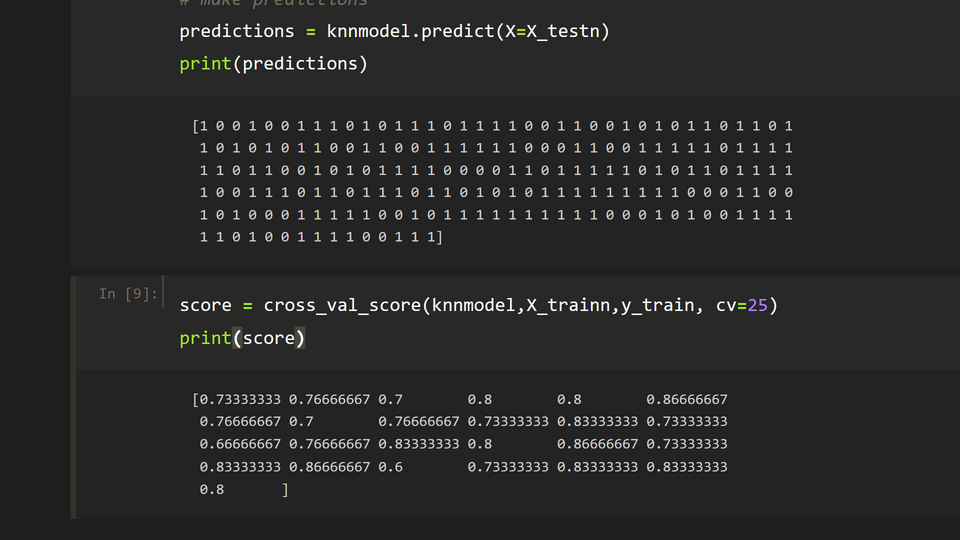 # make predictions
predictions = knnmodel.predict(X=X_testn)
print(predictions)
[1 0 0 1 0 0 1 1 1 0 1 0 1 1 1 0 1 1 1 1 0 0 1 1 0 0 1 0 1 0 1 1 0 1 1 0 1
1 0 1 0 1 0 1 1 0 0 1 1 0 0 1 1 1 1 1 1 0 0 0 1 1 0 0 1 1 1 1 1 0 1 1 1 1
1 1 0 1 1 0 0 1 0 1 0 1 1 1 1 0 0 0 0 1 1 0 1 1 1 1 1 0 1 0 1 1 0 1 1 1 1
1 0 0 1 1 1 0 1 1 0 1 1 1 0 1 1 0 1 0 1 0 1 1 1 1 1 1 1 1 1 0 0 0 1 1 0 0
1 0 1 0 0 0 1 1 1 1 1 0 0 1 0 1 1 1 1 1 1 1 1 1 1 0 0 0 1 0 1 0 0 1 1 1 1
1 1 0 1 0 0 1 1 1 1 0 0 1 1 1]
In [9]:
score = cross_val_score(knnmodel,X_trainn,y_train, cv=25)
print(score)
[0.73333333 0.76666667 0.7 0.8 0.8 0.86666667
0.76666667 0.7 0.76666667 0.73333333 0.83333333 0.73333333
0.66666667 0.76666667 0.83333333 0.8 0.86666667 0.73333333
0.83333333 0.86666667 0.6 0.73333333 0.83333333 0.83333333
0.8 ]